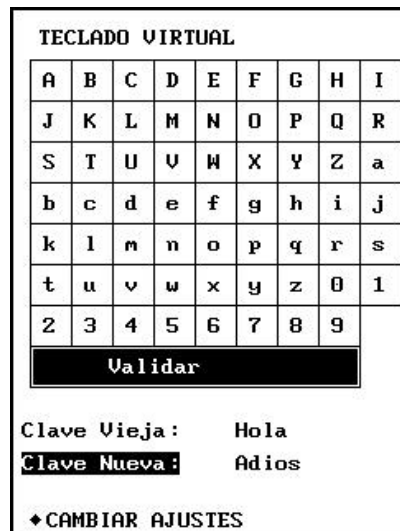 TECLADO VIRTUAL
A B C D E F G H I
J K L M N O P Q R
S T U V W X Y Z a
b c d e f g h i j
k l m n o p q r s
t u v w x y z 0 1
2 3 4 5 6 7 8 9
Validar
Clave Vieja: Hola
Clave Nueva: Adios
◆CAMBIAR AJUSTES